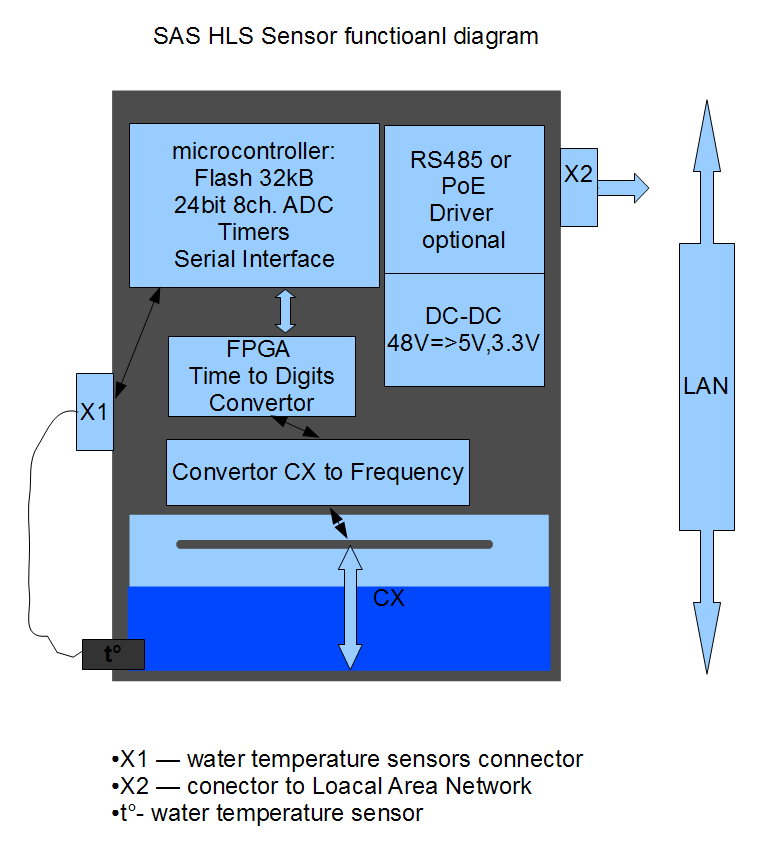 SAS HLS Sensor functioanl diagram
microcontroller:
Flash 32kB
24bit 8ch. ADC
Timers
Serial Interface
RS485 or
PoE
Driver
optional
X2
DC-DC
48V=>5V,3.3V
FPGA
Time to Digits
Convertor
LAN
X1
Convertor CX to Frequency
CX
t°
•X1 — water temperature sensors connector
•X2 — conector to Loacal Area Network
•t°- water temperature sensor